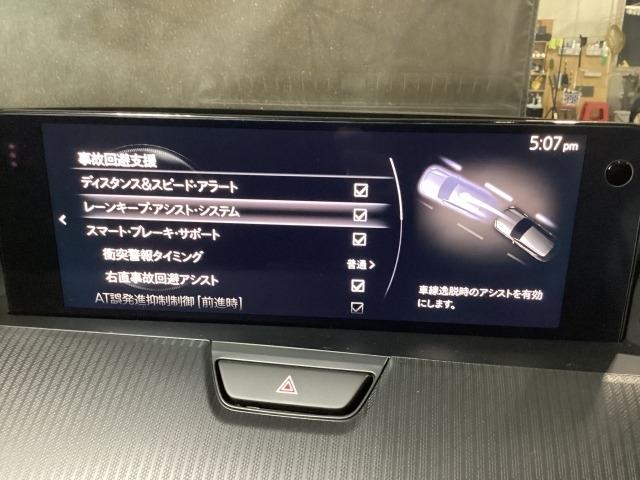 5:07pm
事故回避支援
ディスタンス&スピード・アラート
レーンキープ・アシスト・システム
スマート・ブレーキ・サポート
衝突警報タイミング
普通
右直事故回避アシスト
AT誤発進抑制制御[前進時]
車線逸脱時のアシストを有効
にします。